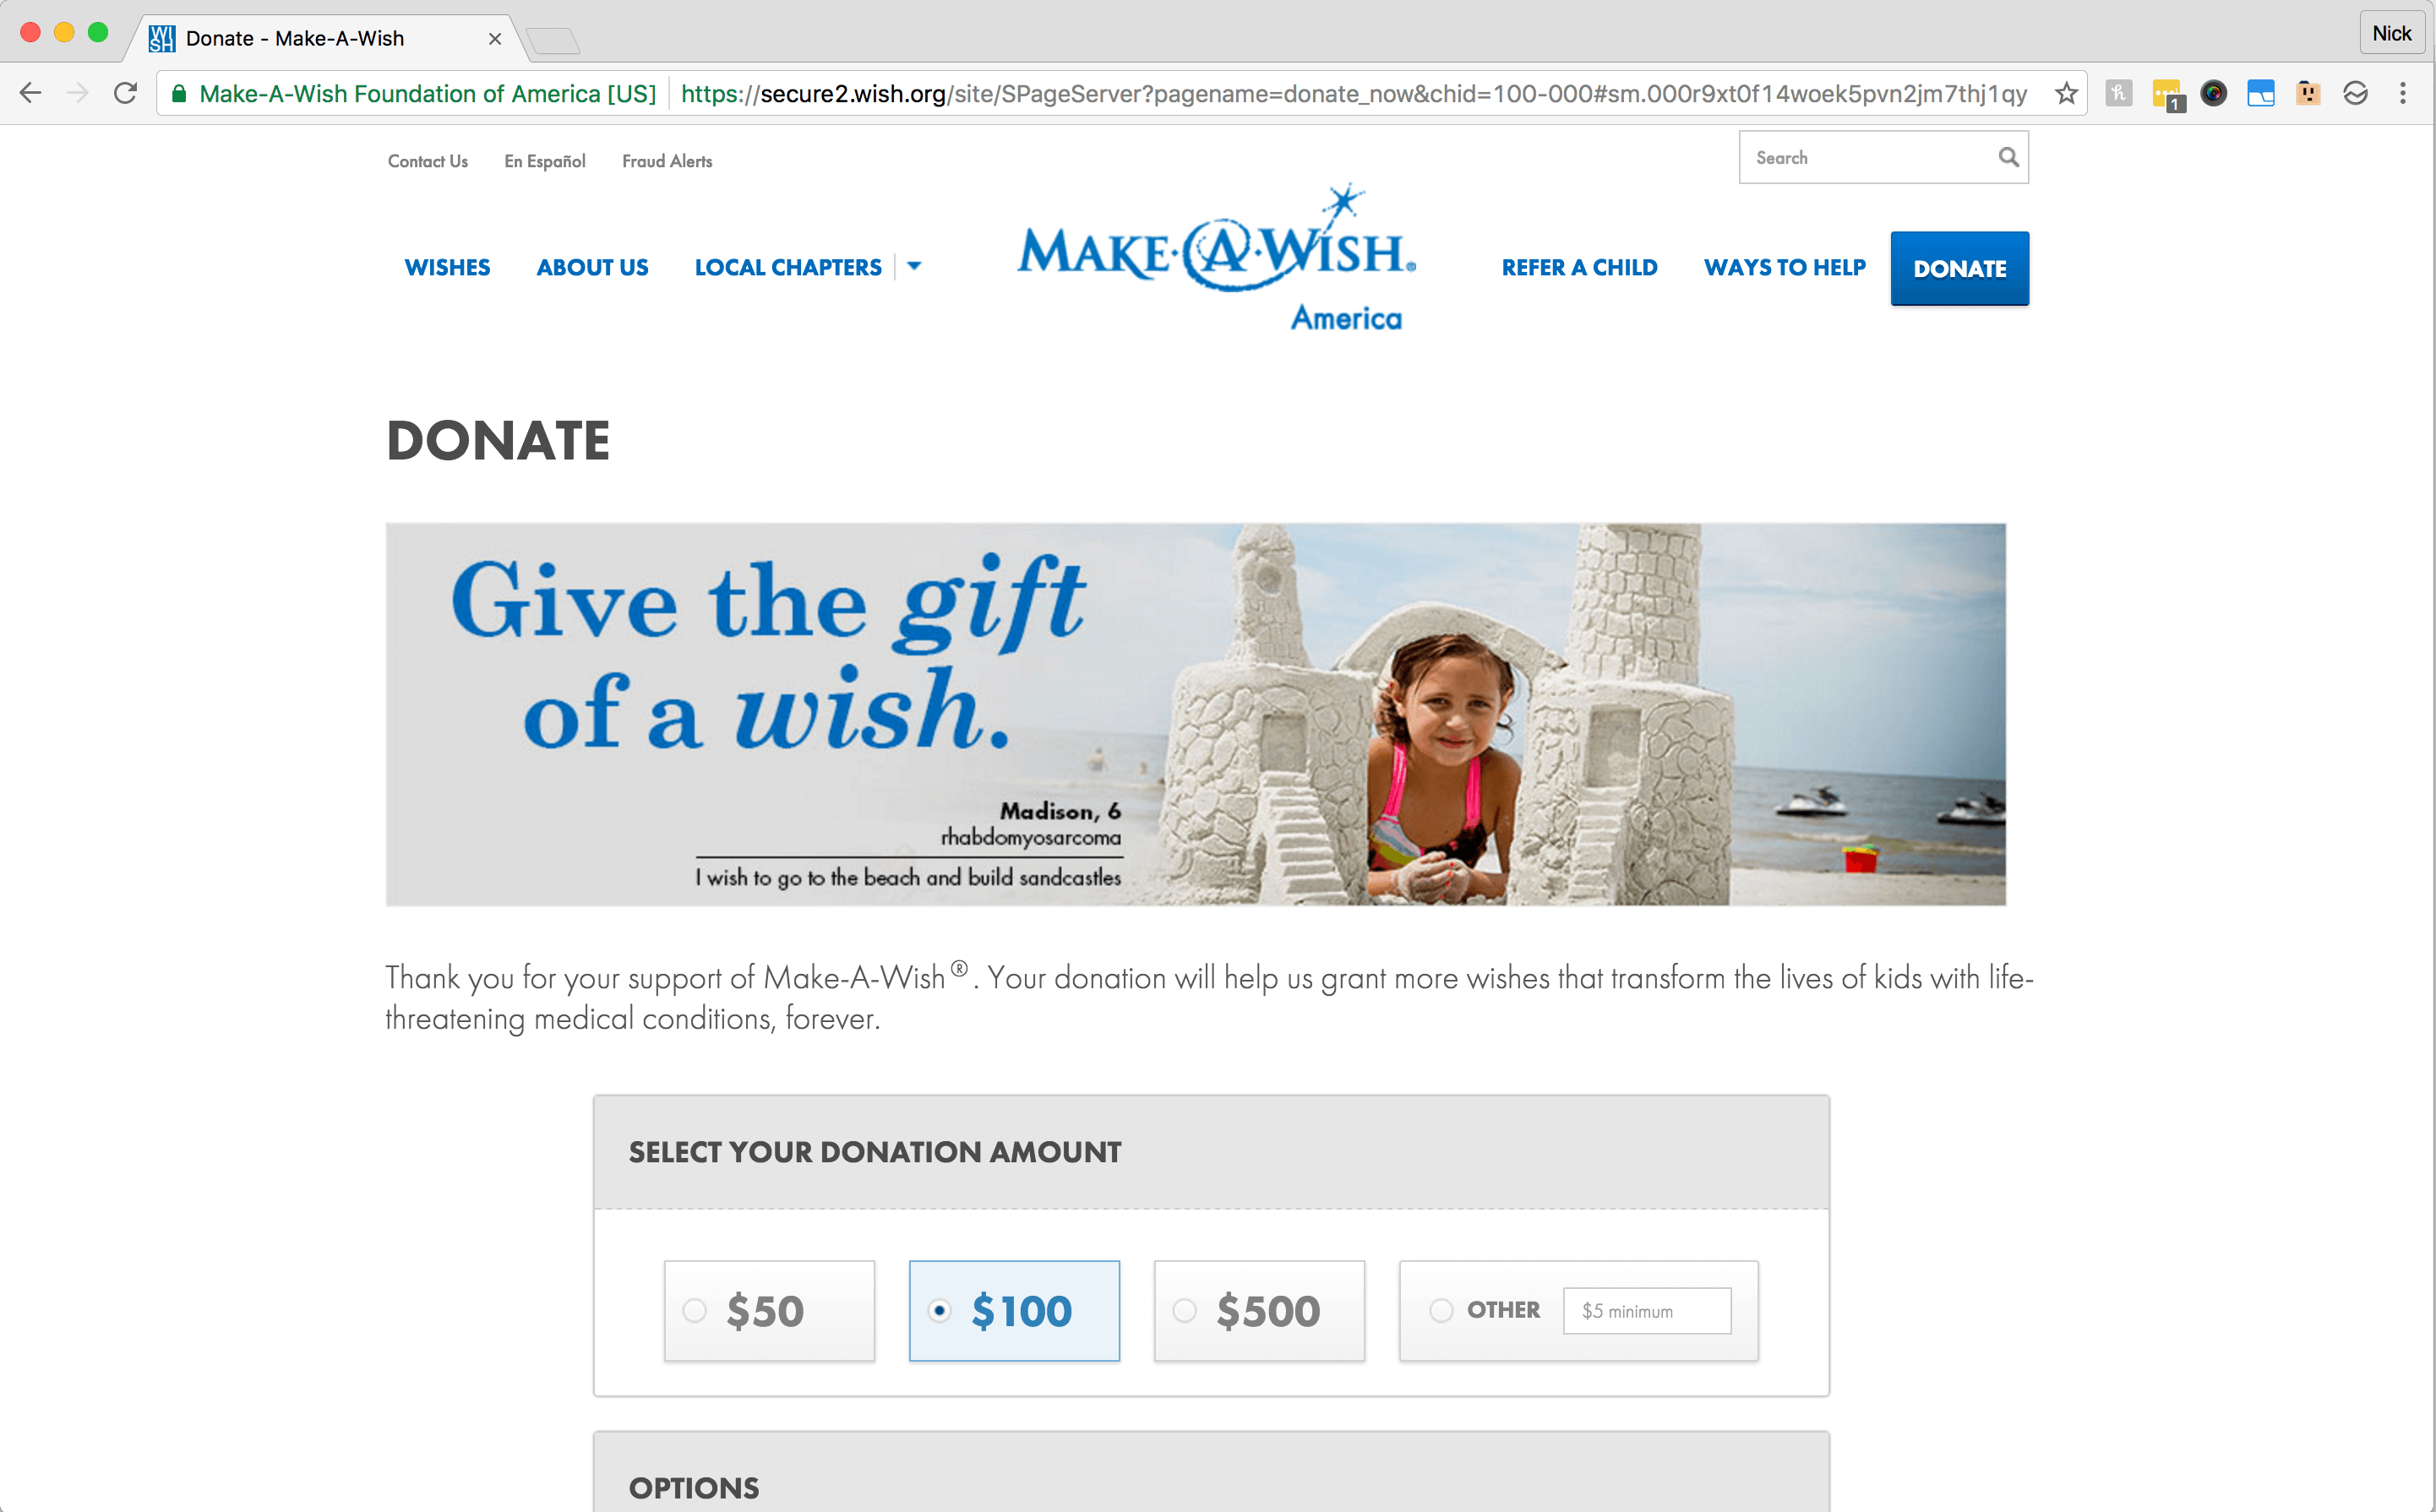 Donate - Make-A-Wish
Nick
Make-A-Wish Foundation of America [US] https://secure2.wish.org/site/SPageServer?pagename=donate_now&chid=100-000#sm.000r9xt0f14woek5pvn2jm7thj1qy
1
Contact Us En Español Fraud Alerts
Search
WISHES ABOUT US LOCAL CHAPTERS
MAKE·A·WISH®
America
REFER A CHILD WAYS TO HELP DONATE
DONATE
Give the gift
of a wish.
Madison, 6
rhabdomyosarcoma
I wish to go to the beach and build sandcastles
Thank you for your support of Make-A-Wish®. Your donation will help us grant more wishes that transform the lives of kids with life-
threatening medical conditions, forever.
SELECT YOUR DONATION AMOUNT
$50 $100 $500 OTHER $5 minimum
OPTIONS